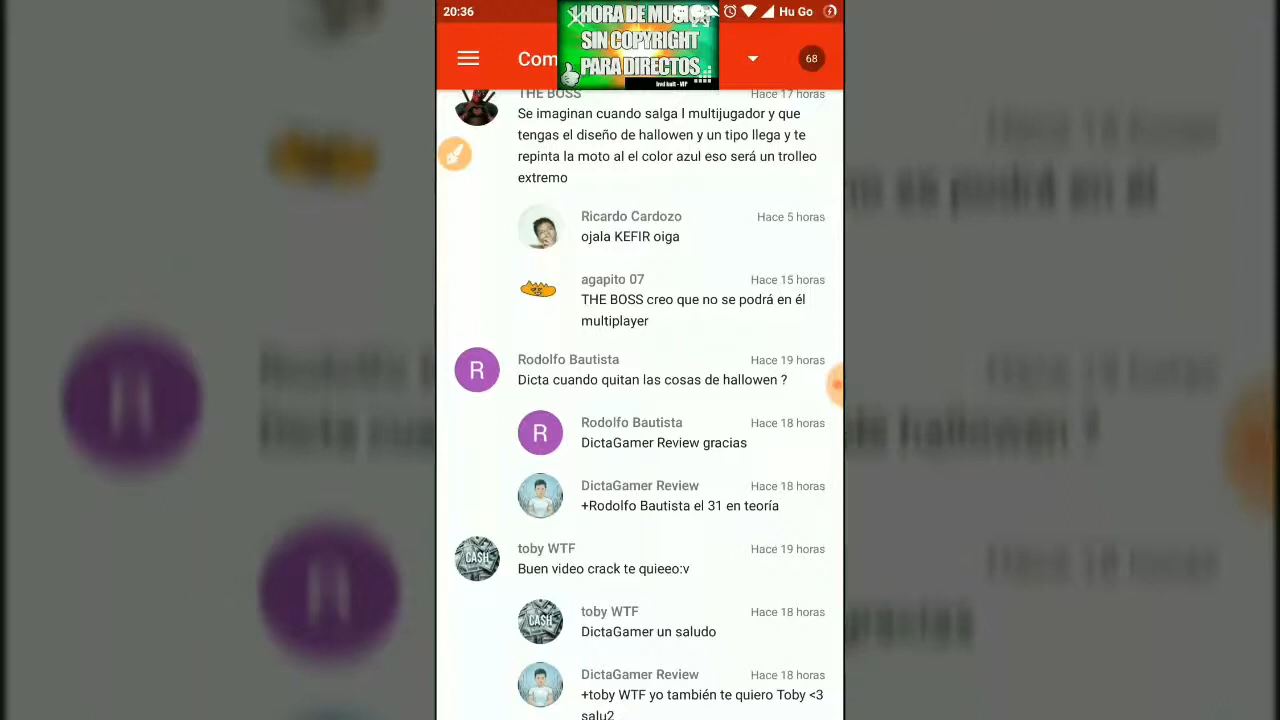 20:36
Hu Go
1 HORA DE MUSICA
SIN COPYRIGHT
PARA DIRECTOS
Com
68
THE BOSS
Hace 17 horas
Se imaginan cuando salga l multijugador y que
tengas el diseño de hallowen y un tipo llega y te
repinta la moto al el color azul eso será un trolleo
extremo
Ricardo Cardozo
Hace 5 horas
ojala KEFIR oiga
agapito 07
Hace 15 horas
THE BOSS creo que no se podrá en él
multiplayer
R
Rodolfo Bautista
Hace 19 horas
Dicta cuando quitan las cosas de hallowen ?
R
Rodolfo Bautista
Hace 18 horas
DictaGamer Review gracias
DictaGamer Review
Hace 18 horas
+Rodolfo Bautista el 31 en teoría
CASH
toby WTF
Hace 19 horas
Buen video crack te quieeo:v
CASH
toby WTF
Hace 18 horas
DictaGamer un saludo
DictaGamer Review
Hace 18 horas
+toby WTF yo también te quiero Toby <3
salu2